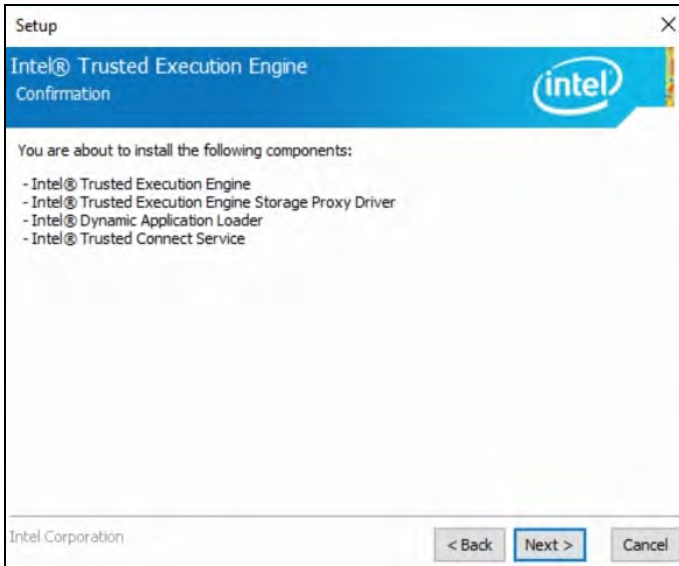 Setup
Intel® Trusted Execution Engine
Confirmation
intel
You are about to install the following components:
- Intel® Trusted Execution Engine
- Intel® Trusted Execution Engine Storage Proxy Driver
- Intel® Dynamic Application Loader
- Intel® Trusted Connect Service
Intel Corporation
< Back Next > Cancel